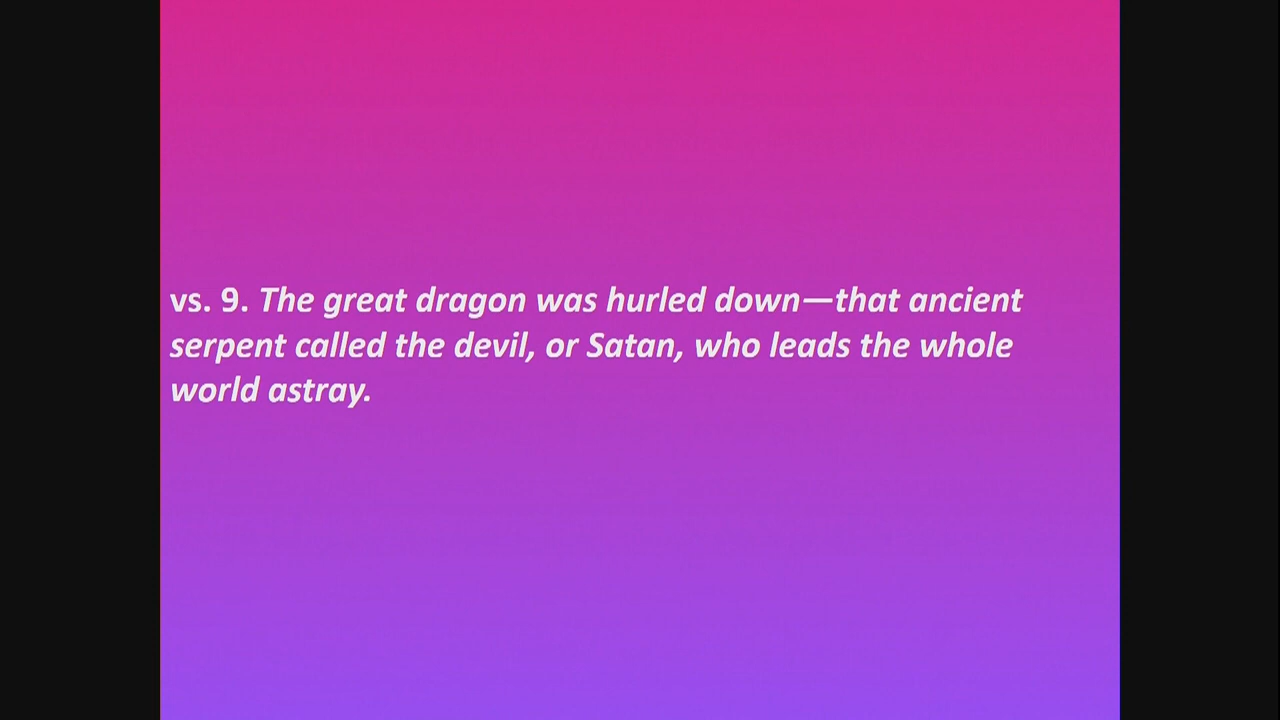 vs. 9. The great dragon was hurled down—that ancient
serpent called the devil, or Satan, who leads the whole
world astray.